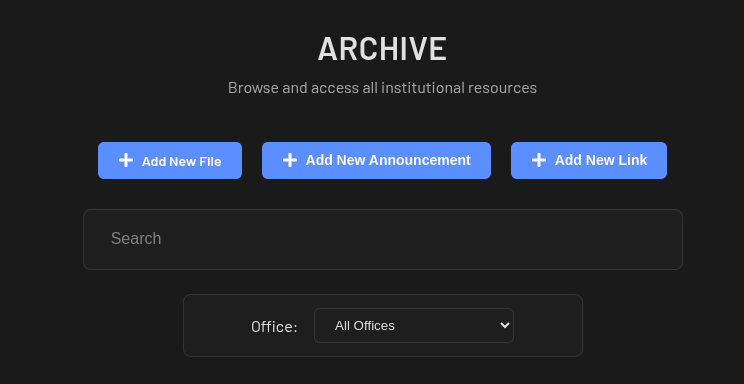 ARCHIVE
Browse and access all institutional resources
Add New File Add New Announcement Add New Link
Search
Office: All Offices